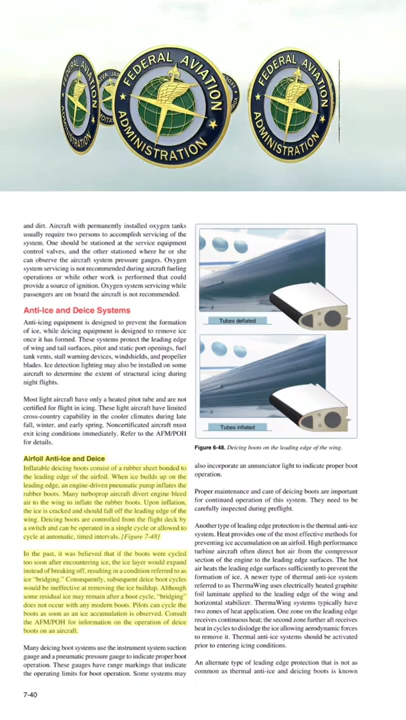 FEDERAL AVIATION
ADMINISTRATION
FEDERAL AVIATION
ADMINISTRATION
and dirt. Aircraft with permanently installed oxygen tanks
usually require two persons to accomplish servicing of the
system. One should be stationed at the service equipment
control valves, and the other stationed where he or she
can observe the aircraft system pressure gauges. Oxygen
system servicing is not recommended during aircraft fueling
operations or while other work is performed that could
provide a source of ignition. Oxygen system servicing while
passengers are on board the aircraft is not recommended.
Anti-Ice and Deice Systems
Anti-icing equipment is designed to prevent the formation
of ice, while deicing equipment is designed to remove ice
once it has formed. These systems protect the leading edge
of wing and tail surfaces, pitot and static port openings, fuel
tank vents, stall warning devices, windshields, and propeller
blades. Ice detection lighting may also be installed on some
aircraft to determine the extent of structural icing during
night flights.
Most light aircraft have only a heated pitot tube and are not
certified for flight in icing. These light aircraft have limited
cross-country capability in the cooler climates during late
fall, winter, and early spring. Noncertificated aircraft must
exit icing conditions immediately. Refer to the AFM/POH
for details.
Airfoil Anti-Ice and Deice
Inflatable deicing boots consist of a rubber sheet bonded to
the leading edge of the airfoil. When ice builds up on the
leading edge, an engine-driven pneumatic pump inflates the
rubber boots. Many turboprop aircraft divert engine bleed
air to the wing to inflate the rubber boots. Upon inflation,
the ice is cracked and should fall off the leading edge of the
wing. Deicing boots are controlled from the flight deck by
a switch and can be operated in a single cycle or allowed to
cycle at automatic, timed intervals. [Figure 7-48]
In the past, it was believed that if the boots were cycled
too soon after encountering ice, the ice layer would expand
instead of breaking off, resulting in a condition referred to as
ice “bridging.” Consequently, subsequent deice boot cycles
would be ineffective at removing the ice buildup. Although
some residual ice may remain after a boot cycle, “bridging”
does not occur with any modern boots. Pilots can cycle the
boots as soon as an ice accumulation is observed. Consult
the AFM/POH for information on the operation of deice
boots on an aircraft.
Many deicing boot systems use the instrument system suction
gauge and a pneumatic pressure gauge to indicate proper boot
operation. These gauges have range markings that indicate
the operating limits for boot operation. Some systems may
7-40
Tubes deflated
Tubes inflated
Figure 6-48. Deicing boots on the leading edge of the wing.
also incorporate an annunciator light to indicate proper boot
operation.
Proper maintenance and care of deicing boots are important
for continued operation of this system. They need to be
carefully inspected during preflight.
Another type of leading edge protection is the thermal anti-ice
system. Heat provides one of the most effective methods for
preventing ice accumulation on an airfoil. High performance
turbine aircraft often direct hot air from the compressor
section of the engine to the leading edge surfaces. The hot
air heats the leading edge surfaces sufficiently to prevent the
formation of ice. A newer type of thermal anti-ice system
referred to as ThermaWing uses electrically heated graphite
foil laminate applied to the leading edge of the wing and
horizontal stabilizer. ThermaWing systems typically have
two zones of heat application. One zone on the leading edge
receives continuous heat; the second zone further aft receives
heat in cycles to dislodge the ice allowing aerodynamic forces
to remove it. Thermal anti-ice systems should be activated
prior to entering icing conditions.
An alternate type of leading edge protection that is not as
common as thermal anti-ice and deicing boots is known